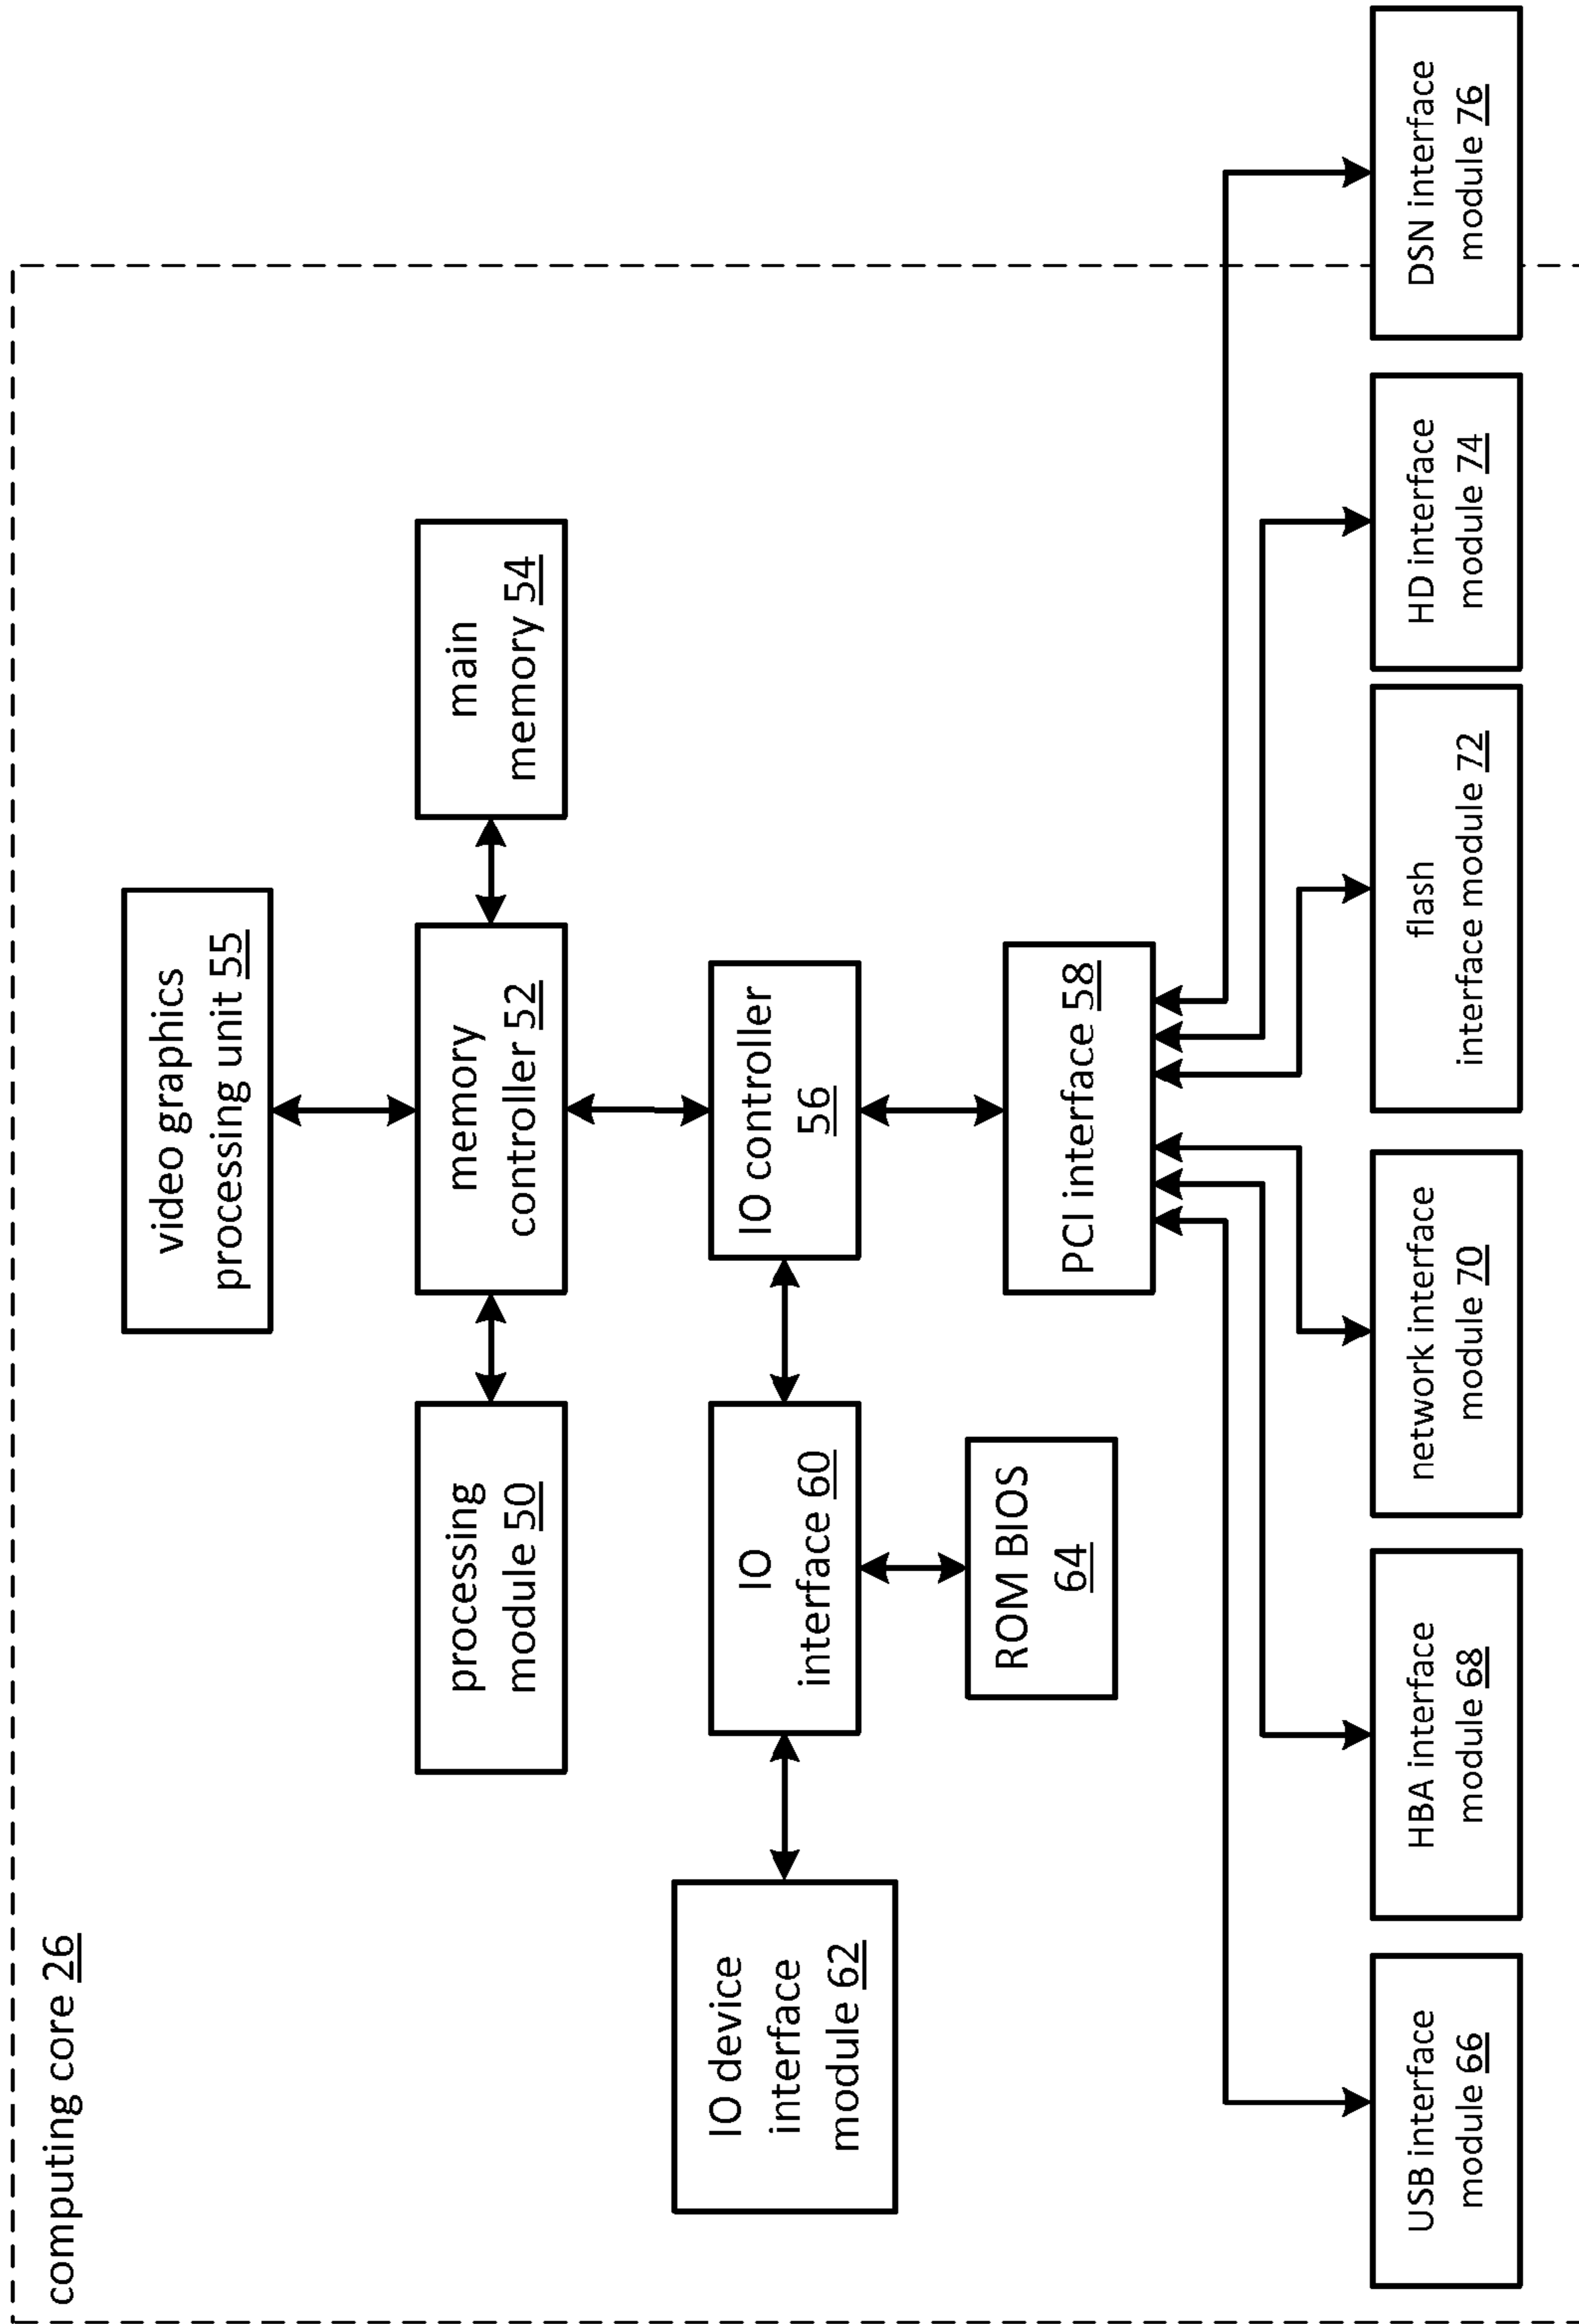 computing core 26
video graphics
processing unit 55
processing
module 50
memory
controller 52
main
memory 54
IO device
interface
module 62
IO
interface 60
IO controller
56
ROM BIOS
64
PCI interface 58
USB interface
module 66
HBA interface
module 68
network interface
module 70
flash
interface module 72
HD interface
module 74
DSN interface
module 76